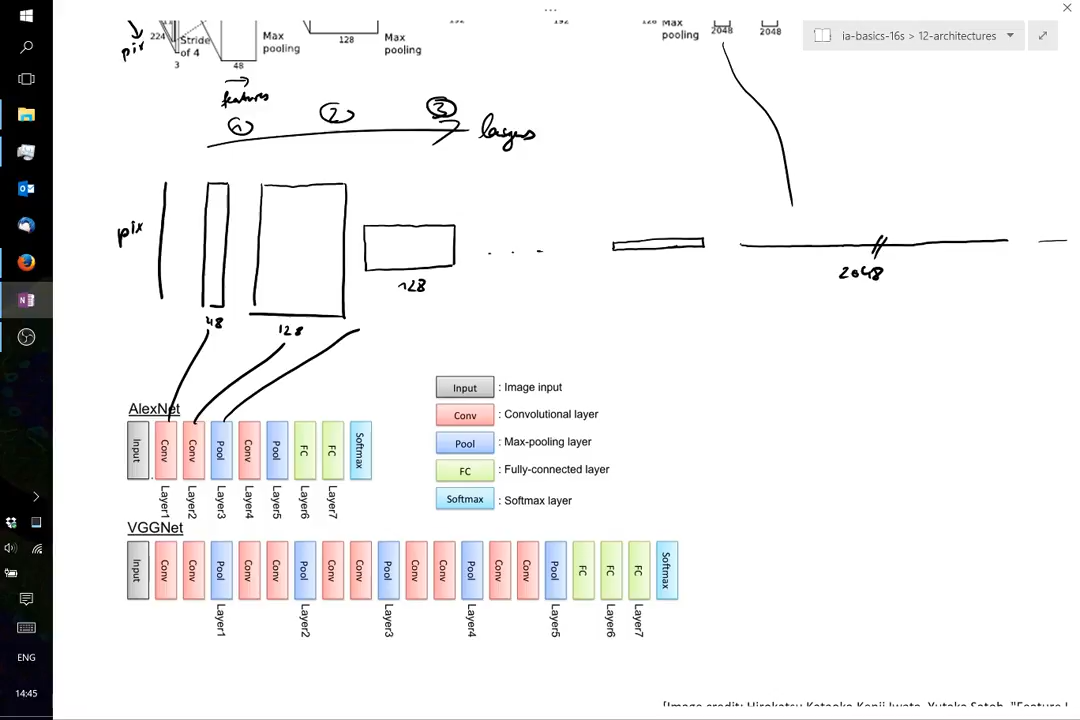 ia-basics-16s > 12-architectures
pix
224
Stride
of 4
3
48
Max
pooling
128
Max
pooling
192
192
128
Max
pooling
2048
2048
features
1
2
3
layers
pix
48
128
128
2048
Input : Image input
Conv : Convolutional layer
Pool : Max-pooling layer
FC : Fully-connected layer
Softmax : Softmax layer
AlexNet
Input Conv Conv Pool Conv Pool FC FC Softmax
Layer1 Layer2 Layer3 Layer4 Layer5 Layer6 Layer7
VGGNet
Input Conv Conv Pool Conv Conv Pool Conv Conv Pool Conv Conv Pool Conv Conv Pool FC FC FC Softmax
Layer1 Layer2 Layer3 Layer4 Layer5 Layer6 Layer7
ENG
14:45